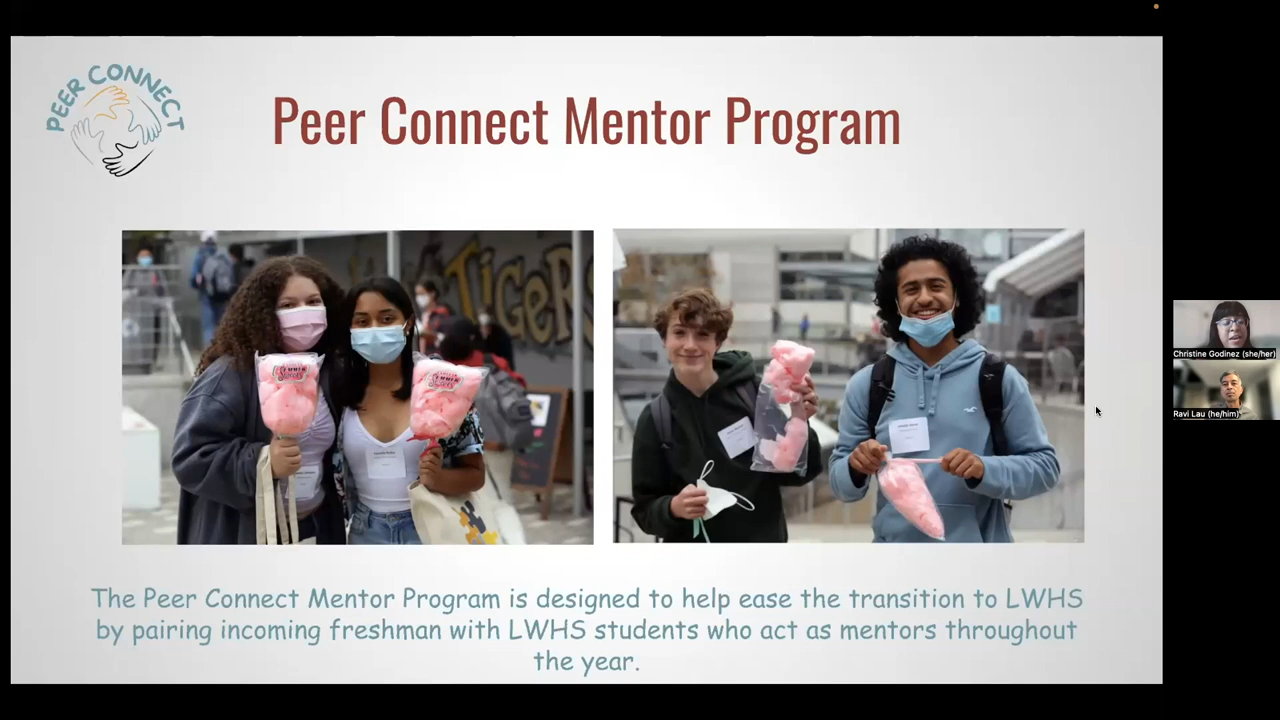 PEER CONNECT
Peer Connect Mentor Program
TIGERS
Christine Godinez (she/her)
Ravi Lau (he/him)
The Peer Connect Mentor Program is designed to help ease the transition to LWHS
by pairing incoming freshman with LWHS students who act as mentors throughout
the year.